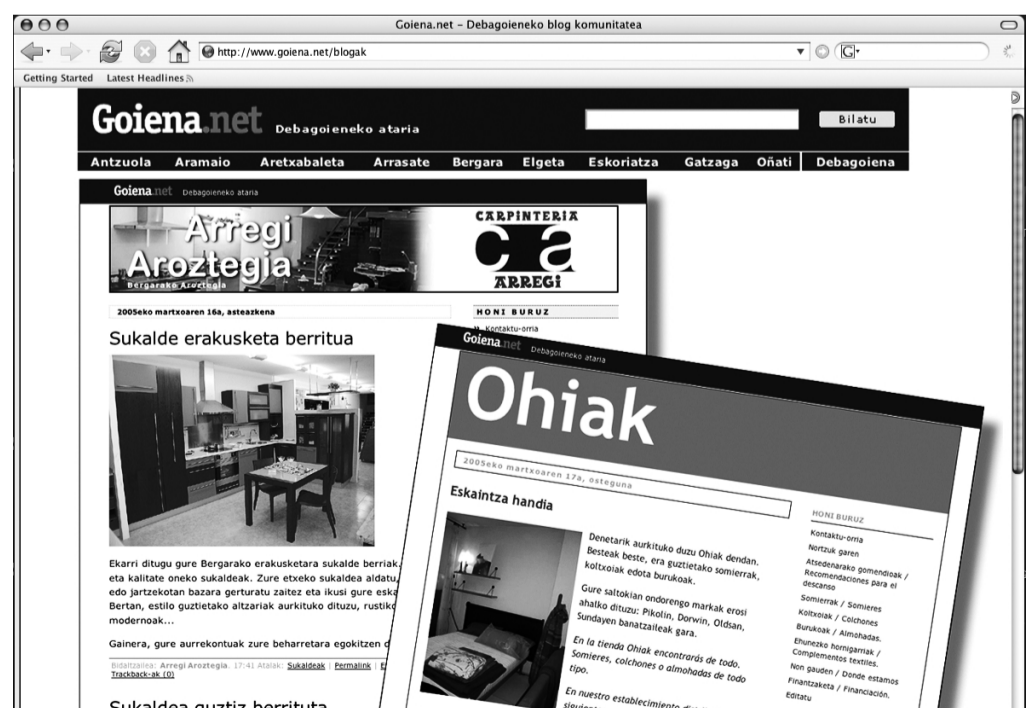 Goiena.net – Debagoieneko blog komunitatea
http://www.goiena.net/blogak
G
Getting Started Latest Headlines
Goiena.net Debagoieneko ataria
Bilatu
Antzuola Aramaio Aretxabaleta Arrasate Bergara Elgeta Eskoriatza Gatzaga Oñati Debagoiena
Goiena.net Debagoieneko ataria
Arregi
Aroztegia
Bergarako Aroztegia
CARPINTERIA
ca
ARREGI
2005eko martxoaren 16a, asteazkena
HONI BURUZ
Kontaktu-orria
Sukalde erakusketa berritua
Ekarri ditugu gure Bergarako erakusketara sukalde berriak.
eta kalitate oneko sukaldeak. Zure etxeko sukaldea aldatu,
edo jartzekotan bazara gerturatu zaitez eta ikusi gure
Bertan, estilo guztietako altzariak aurkituko dituzu,
modernoak...
Gainera, gure aurrekontuak zure beharretara egokitzen
Bidaltzailea: Arregi Aroztegia. 17:41 Atalak: Sukaldeak | Permalink |
Trackback-ak (0)
Sukaldea guztiz berrituta
Goiena.net Debagoieneko ataria
Ohiak
2005eko martxoaren 17a, osteguna
Eskaintza handia
Denetarik aurkituko duzu Ohiak dendan.
Besteak beste, era guztietako somierrak,
koltxoiak edota burukoak.
Gure saltokian ondorengo markak erosi
ahalko dituzu: Pikolin, Dorwin, Oldsan,
Sundayen banatzaileak gara.
En la tienda Ohiak encontrarás de todo.
Somieres, colchones o almohadas de todo
tipo.
En nuestro establecimiento
HONI BURUZ
Kontaktu-orria
Nortzuk garen
Atsedenarako gomendioak /
Recomendaciones para el
descanso
Somierrak / Somieres
Koltxoiak / Colchones
Burukoak / Almohadas.
Ehunezko hornigarriak /
Complementos textiles.
Non gauden / Donde estamos
Finantzaketa / Financiación.
Editatu